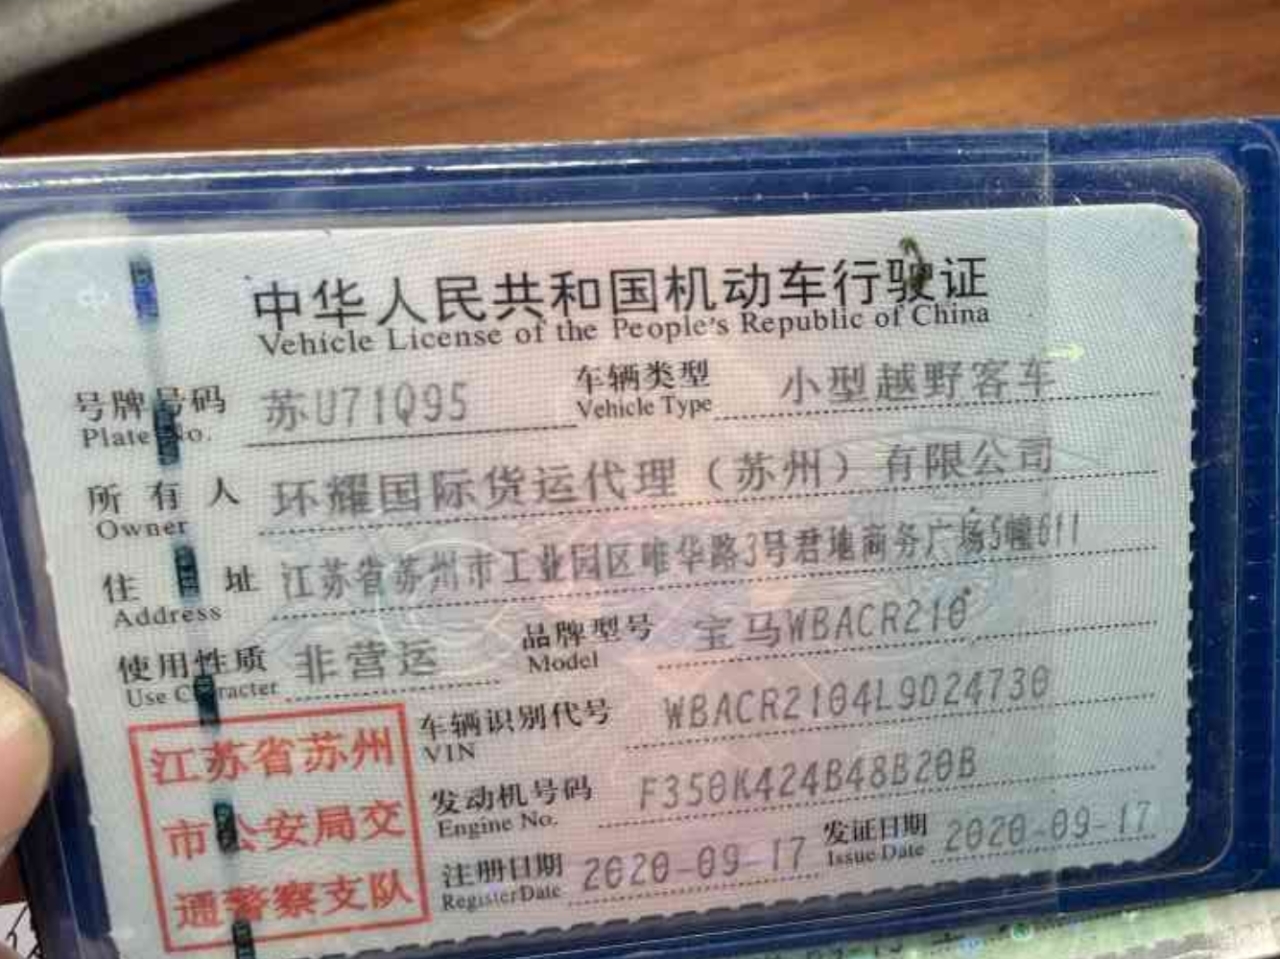 中华人民共和国机动车行驶证
Vehicle License of the People's Republic of China
号牌号码 苏U71Q95 车辆类型 小型越野客车
Plate No. Vehicle Type
所有人 环耀国际货运代理（苏州）有限公司
Owner
住址 江苏省苏州市工业园区唯华路3号君地商务广场5幢611
Address
使用性质 非营运 品牌型号 宝马WBACR210
Use Character Model
江苏省苏州
市公安局交
通警察支队
车辆识别代号 WBACR2104L9D24730
VIN
发动机号码 F350K424B48B20B
Engine No.
注册日期 2020-09-17 发证日期 2020-09-17
Register Date Issue Date